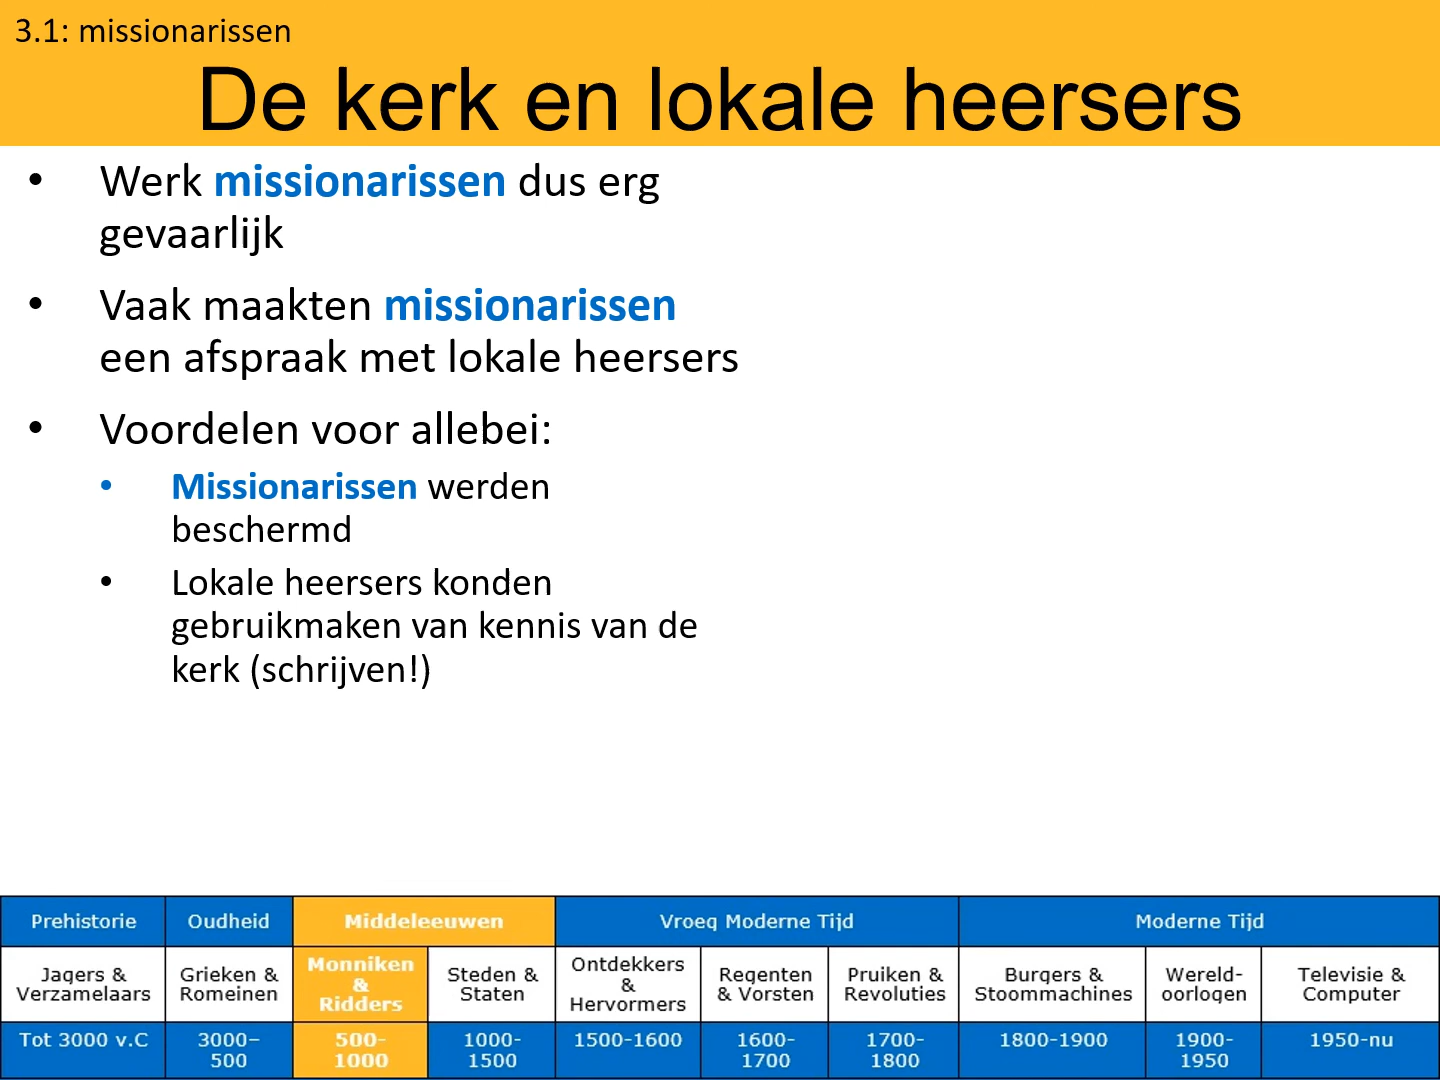 3.1: missionarissen
De kerk en lokale heersers
• Werk missionarissen dus erg
gevaarlijk
• Vaak maakten missionarissen
een afspraak met lokale heersers
• Voordelen voor allebei:
• Missionarissen werden
beschermd
• Lokale heersers konden
gebruikmaken van kennis van de
kerk (schrijven!)
Prehistorie Oudheid Middeleeuwen Vroeg Moderne Tijd Moderne Tijd
Jagers &
Verzamelaars
Grieken &
Romeinen
Monniken
&
Ridders
Steden &
Staten
Ontdekkers
&
Hervormers
Regenten
& Vorsten
Pruiken &
Revoluties
Burgers &
Stoommachines
Wereld-
oorlogen
Televisie &
Computer
Tot 3000 v.C
3000–
500
500-
1000
1000-
1500
1500-1600
1600-
1700
1700-
1800
1800-1900
1900-
1950
1950-nu